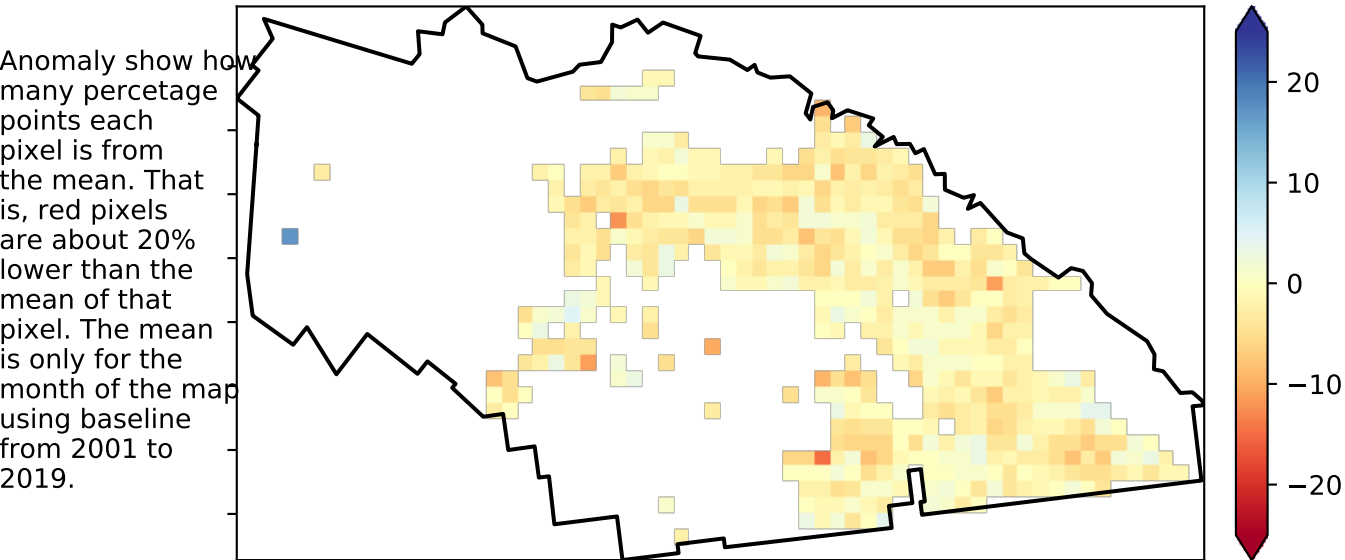 Anomaly show how
many percetage
points each
pixel is from
the mean. That
is, red pixels
are about 20%
lower than the
mean of that
pixel. The mean
is only for the
month of the map
using baseline
from 2001 to
2019.
20
10
0
−10
−20